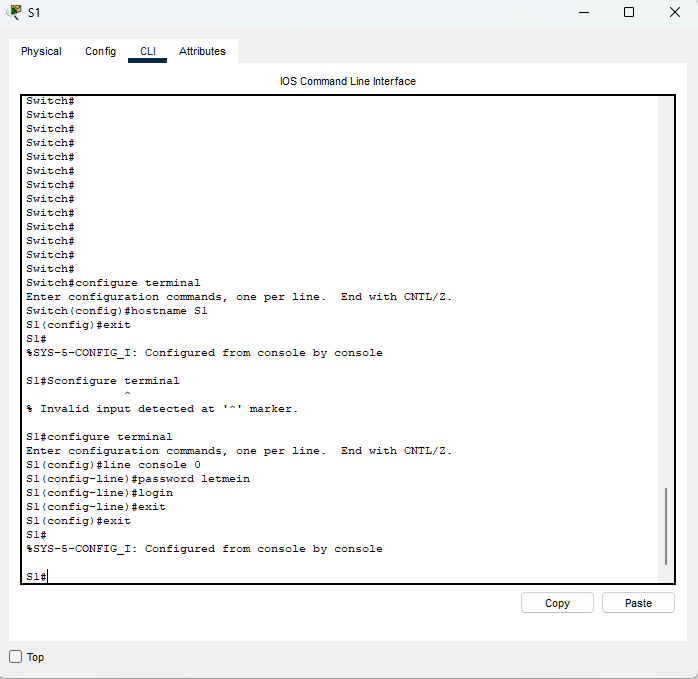 S1
Physical Config CLI Attributes
IOS Command Line Interface
Switch#
Switch#
Switch#
Switch#
Switch#
Switch#
Switch#
Switch#
Switch#
Switch#
Switch#
Switch#
Switch#
Switch#configure terminal
Enter configuration commands, one per line.  End with CNTL/Z.
Switch(config)#hostname S1
S1(config)#exit
S1#
%SYS-5-CONFIG_I: Configured from console by console
S1#Sconfigure terminal
^
% Invalid input detected at '^' marker.
S1#configure terminal
Enter configuration commands, one per line.  End with CNTL/Z.
S1(config)#line console 0
S1(config-line)#password letmein
S1(config-line)#login
S1(config-line)#exit
S1(config)#exit
S1#
%SYS-5-CONFIG_I: Configured from console by console
S1#
Copy Paste
Top